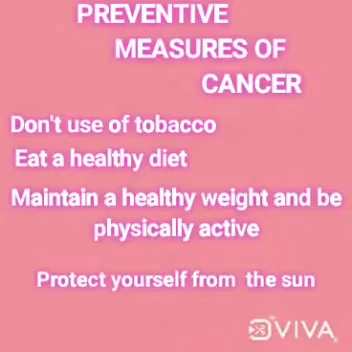 PREVENTIVE
MEASURES OF
CANCER
Don't use of tobacco
Eat a healthy diet
Maintain a healthy weight and be
physically active
Protect yourself from the sun
VIVA